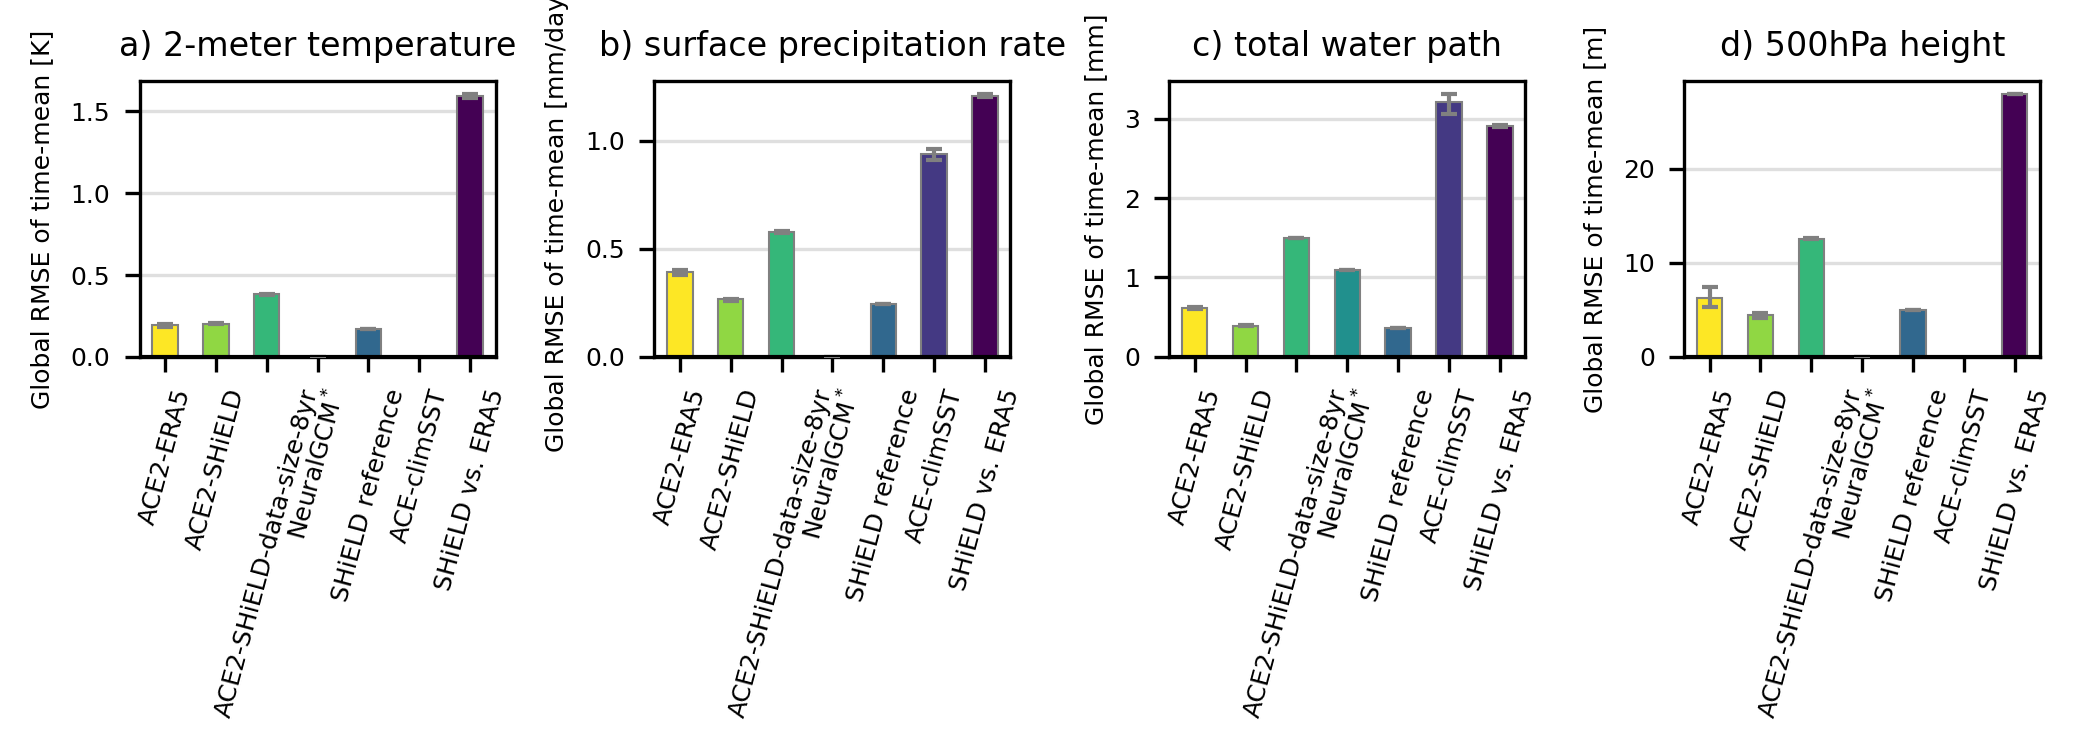 a) 2-meter temperature
Global RMSE of time-mean [K]
1.5
1.0
0.5
0.0
ACE2-ERA5
ACE2-SHiELD
ACE2-SHiELD-data-size-8yr
NeuralGCM*
SHiELD reference
ACE-climSST
SHiELD vs. ERA5
b) surface precipitation rate
Global RMSE of time-mean [mm/day
1.0
0.5
0.0
ACE2-ERA5
ACE2-SHiELD
ACE2-SHiELD-data-size-8yr
NeuralGCM*
SHiELD reference
ACE-climSST
SHiELD vs. ERA5
c) total water path
Global RMSE of time-mean [mm]
3
2
1
0
ACE2-ERA5
ACE2-SHiELD
ACE2-SHiELD-data-size-8yr
NeuralGCM*
SHiELD reference
ACE-climSST
SHiELD vs. ERA5
d) 500hPa height
Global RMSE of time-mean [m]
20
10
0
ACE2-ERA5
ACE2-SHiELD
ACE2-SHiELD-data-size-8yr
NeuralGCM*
SHiELD reference
ACE-climSST
SHiELD vs. ERA5